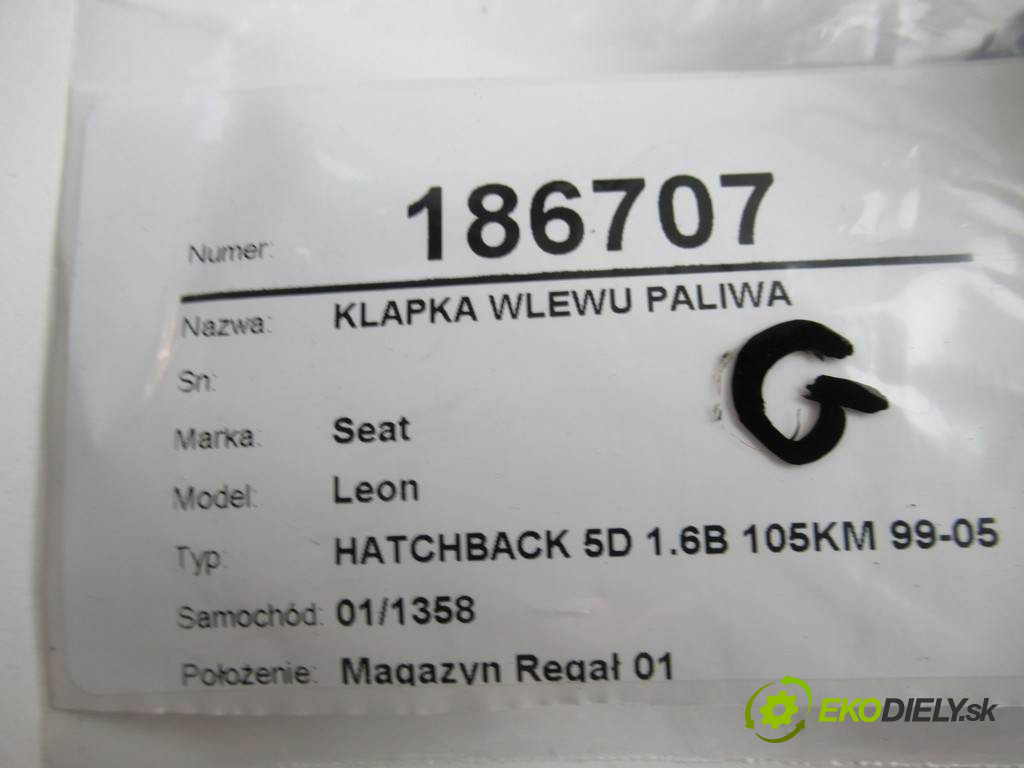 Numer: 186707
Nazwa: KLAPKA WLEWU PALIWA
Sn:
G
Marka: Seat
Model: Leon
Typ: HATCHBACK 5D 1.6B 105KM 99-05
Samochód: 01/1358
Położenie: Magazyn Regał 01
EKODIELY.sk